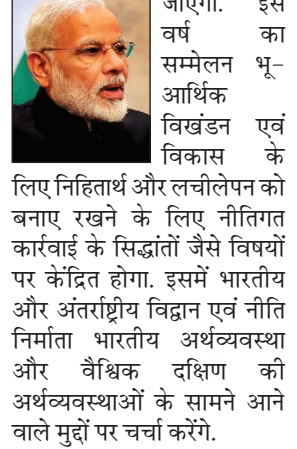 जाएगा. इस
वर्ष का
सम्मेलन भू-
आर्थिक
विखंडन एवं
विकास के
लिए निहितार्थ और लचीलेपन को
बनाए रखने के लिए नीतिगत
कार्रवाई के सिद्धांतों जैसे विषयों
पर केंद्रित होगा. इसमें भारतीय
और अंतर्राष्ट्रीय विद्वान एवं नीति
निर्माता भारतीय अर्थव्यवस्था
और वैश्विक दक्षिण की
अर्थव्यवस्थाओं के सामने आने
वाले मुद्दों पर चर्चा करेंगे.